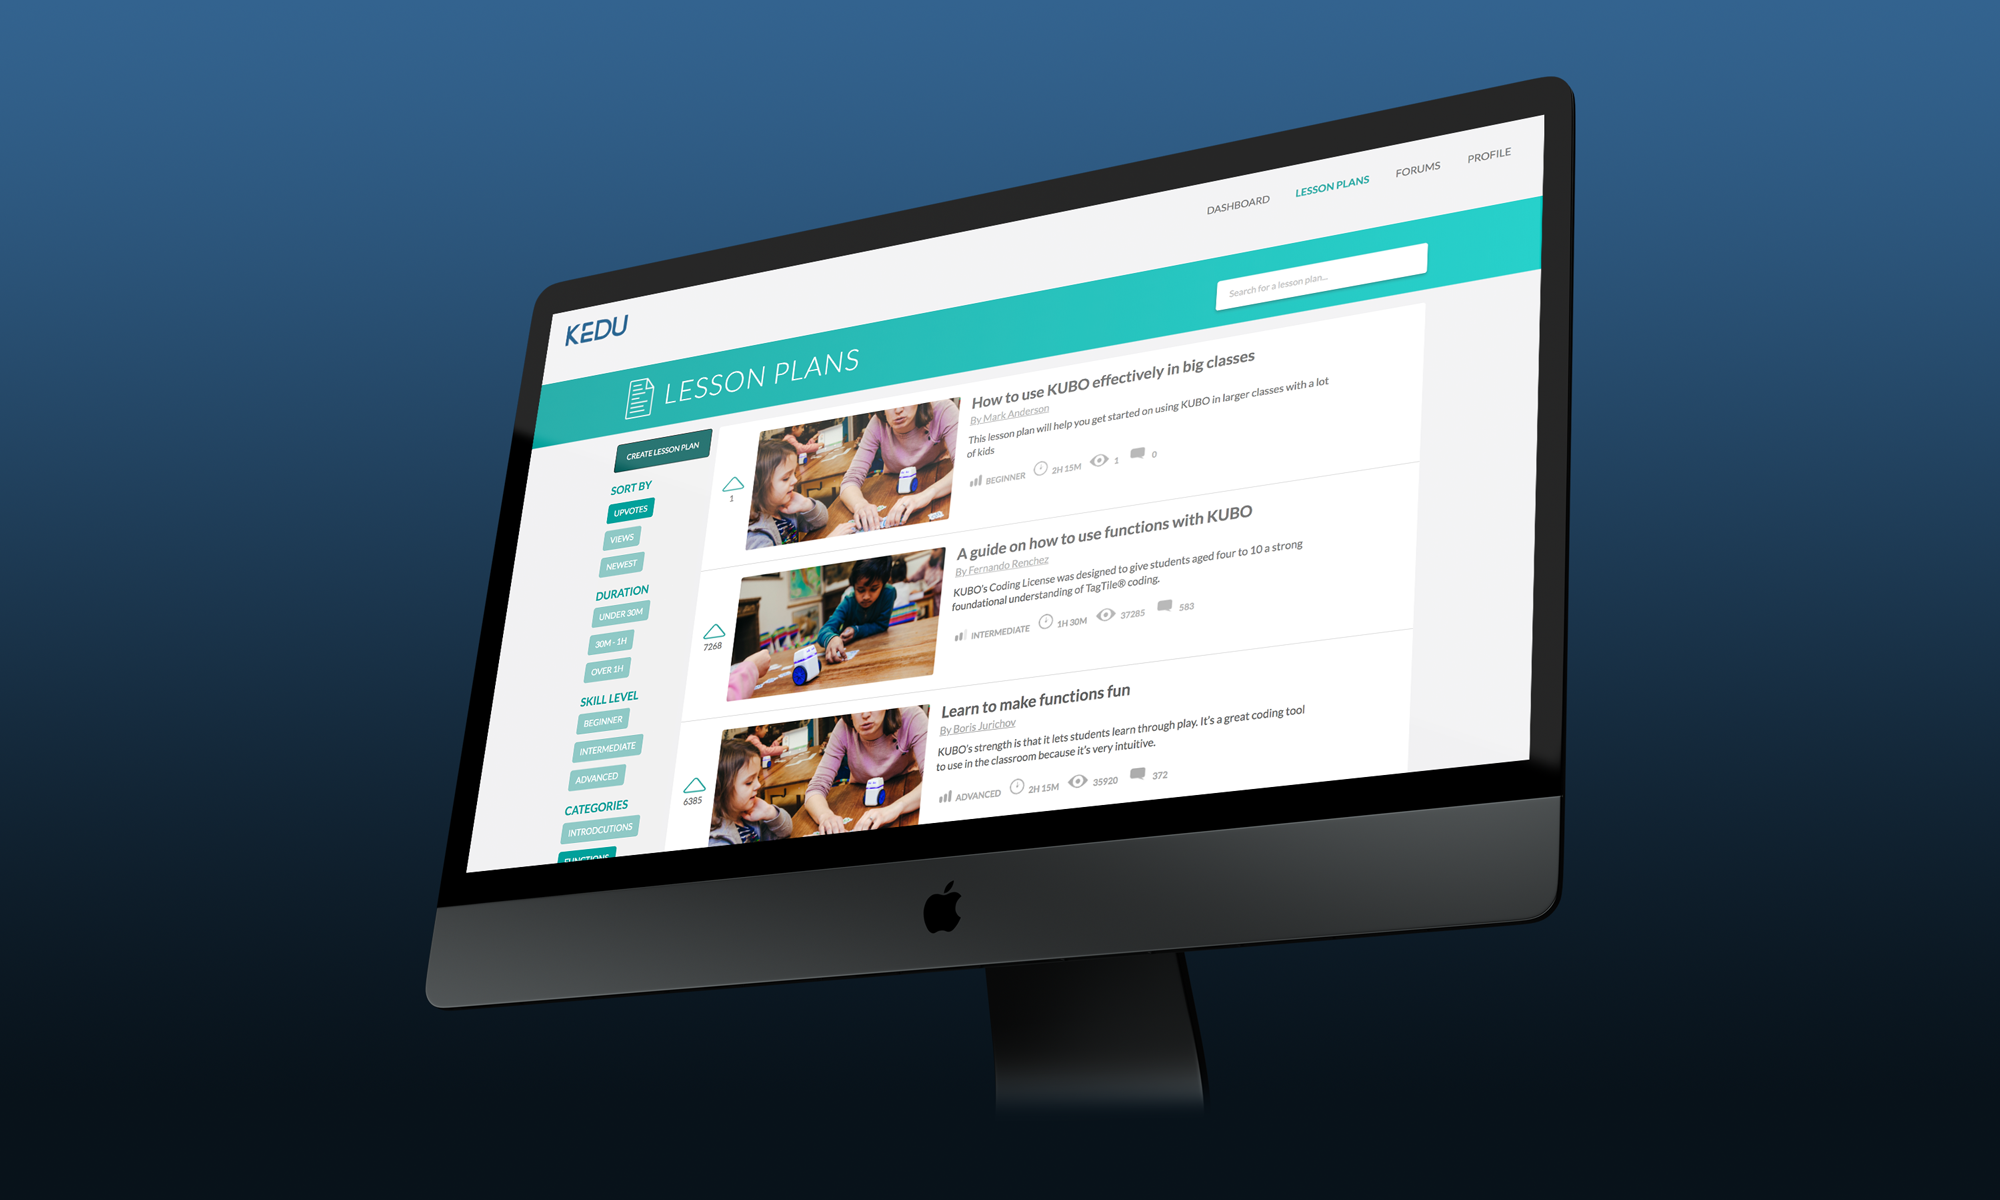 DASHBOARD
LESSON PLANS
FORUMS
PROFILE
KEDU
Search for a lesson plan...
LESSON PLANS
CREATE LESSON PLAN
SORT BY
UPVOTES
VIEWS
NEWEST
DURATION
UNDER 30M
30M - 1H
OVER 1H
SKILL LEVEL
BEGINNER
INTERMEDIATE
ADVANCED
CATEGORIES
INTRODCUTIONS
FUNCTIONS
1
How to use KUBO effectively in big classes
By Mark Anderson
This lesson plan will help you get started on using KUBO in larger classes with a lot
of kids
BEGINNER 2H 15M 1 0
7268
A guide on how to use functions with KUBO
By Fernando Renchez
KUBO's Coding License was designed to give students aged four to 10 a strong
foundational understanding of TagTile® coding.
INTERMEDIATE 1H 30M 37285 583
6385
Learn to make functions fun
By Boris Jurichov
KUBO's strength is that it lets students learn through play. It's a great coding tool
to use in the classroom because it's very intuitive.
ADVANCED 2H 15M 35920 372